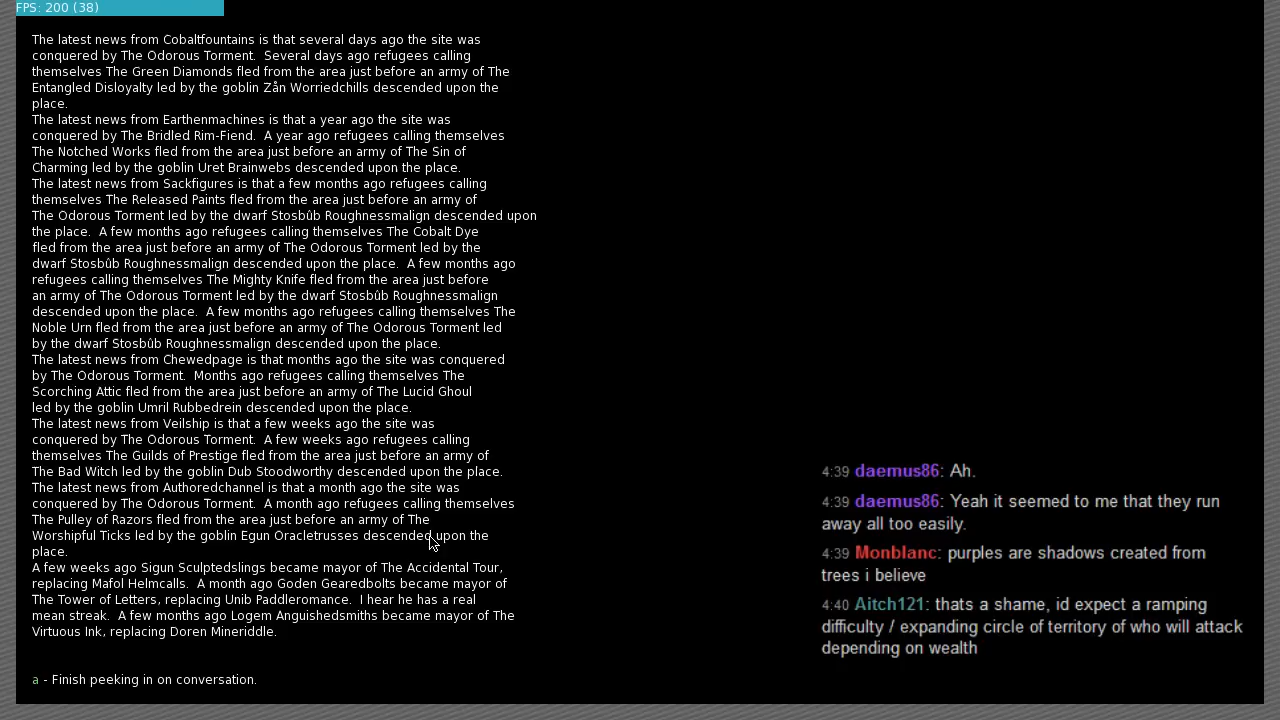 FPS: 200 (38)
The latest news from Cobaltfountains is that several days ago the site was
conquered by The Odorous Torment.  Several days ago refugees calling
themselves The Green Diamonds fled from the area just before an army of The
Entangled Disloyalty led by the goblin Zån Worriedchills descended upon the
place.
The latest news from Earthenmachines is that a year ago the site was
conquered by The Bridled Rim-Fiend.  A year ago refugees calling themselves
The Notched Works fled from the area just before an army of The Sin of
Charming led by the goblin Uret Brainwebs descended upon the place.
The latest news from Sackfigures is that a few months ago refugees calling
themselves The Released Paints fled from the area just before an army of
The Odorous Torment led by the dwarf Stosbûb Roughnessmalign descended upon
the place.  A few months ago refugees calling themselves The Cobalt Dye
fled from the area just before an army of The Odorous Torment led by the
dwarf Stosbûb Roughnessmalign descended upon the place.  A few months ago
refugees calling themselves The Mighty Knife fled from the area just before
an army of The Odorous Torment led by the dwarf Stosbûb Roughnessmalign
descended upon the place.  A few months ago refugees calling themselves The
Noble Urn fled from the area just before an army of The Odorous Torment led
by the dwarf Stosbûb Roughnessmalign descended upon the place.
The latest news from Chewedpage is that months ago the site was conquered
by The Odorous Torment.  Months ago refugees calling themselves The
Scorching Attic fled from the area just before an army of The Lucid Ghoul
led by the goblin Umril Rubbedrein descended upon the place.
The latest news from Veilship is that a few weeks ago the site was
conquered by The Odorous Torment.  A few weeks ago refugees calling
themselves The Guilds of Prestige fled from the area just before an army of
The Bad Witch led by the goblin Dub Stoodworthy descended upon the place.
The latest news from Authoredchannel is that a month ago the site was
conquered by The Odorous Torment.  A month ago refugees calling themselves
The Pulley of Razors fled from the area just before an army of The
Worshipful Ticks led by the goblin Egun Oracletrusses descended upon the
place.
A few weeks ago Sigun Sculptedslings became mayor of The Accidental Tour,
replacing Mafol Helmcalls.  A month ago Goden Gearedbolts became mayor of
The Tower of Letters, replacing Unib Paddleromance.  I hear he has a real
mean streak.  A few months ago Logem Anguishedsmiths became mayor of The
Virtuous Ink, replacing Doren Mineriddle.
a - Finish peeking in on conversation.
4:39 daemus86: Ah.
4:39 daemus86: Yeah it seemed to me that they run
away all too easily.
4:39 Monblanc: purples are shadows created from
trees i believe
4:40 Aitch121: thats a shame, id expect a ramping
difficulty / expanding circle of territory of who will attack
depending on wealth